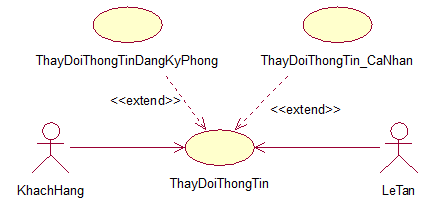 ThayDoiThongTinDangKyPhong
ThayDoiThongTin_CaNhan
<<extend>>
<<extend>>
KhachHang
ThayDoiThongTin
LeTan